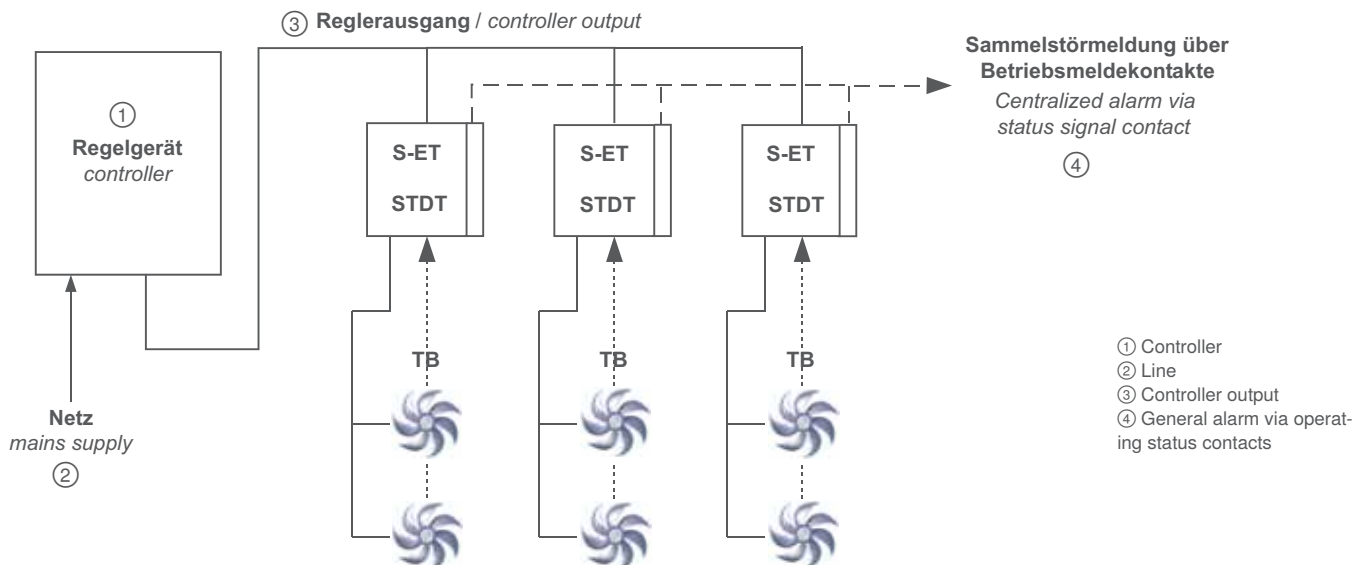 ③ Reglerausgang / controller output
① 
Regelgerät
controller
Netz
mains supply
②
S-ET
STDT
TB
S-ET
STDT
TB
S-ET
STDT
TB
Sammelstörmeldung über
Betriebsmeldekontakte
Centralized alarm via
status signal contact
④
① Controller
② Line
③ Controller output
④ General alarm via operat-
ing status contacts